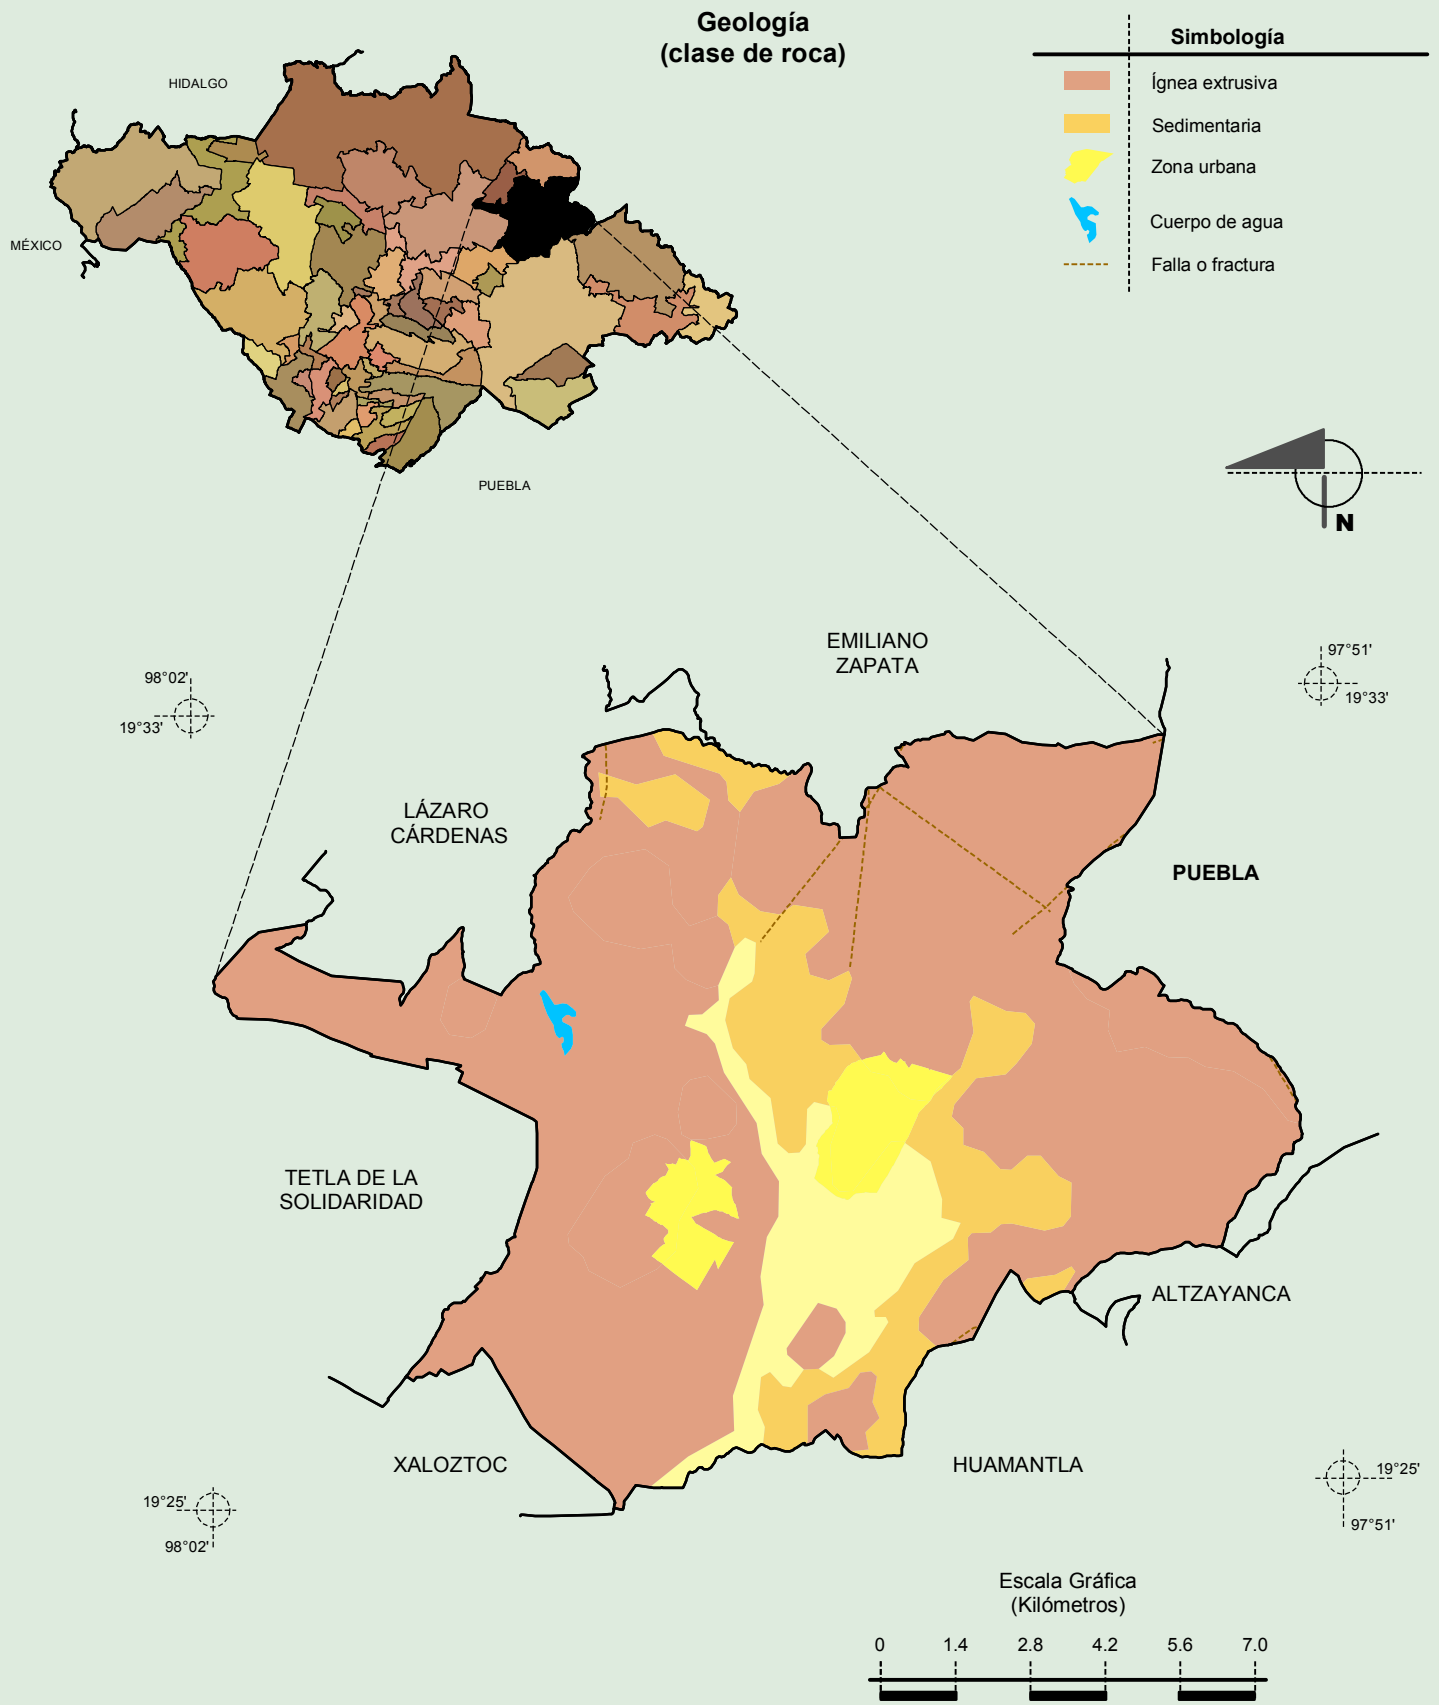 Geología
(clase de roca)
Simbología
Ígnea extrusiva
Sedimentaria
Zona urbana
Cuerpo de agua
Falla o fractura
HIDALGO
MÉXICO
PUEBLA
N
EMILIANO
ZAPATA
98°02'
19°33'
97°51'
19°33'
LÁZARO
CÁRDENAS
PUEBLA
TETLA DE LA
SOLIDARIDAD
ALTZAYANCA
XALOZTOC
HUAMANTLA
19°25'
98°02'
19°25'
97°51'
Escala Gráfica
(Kilómetros)
0 1.4 2.8 4.2 5.6 7.0